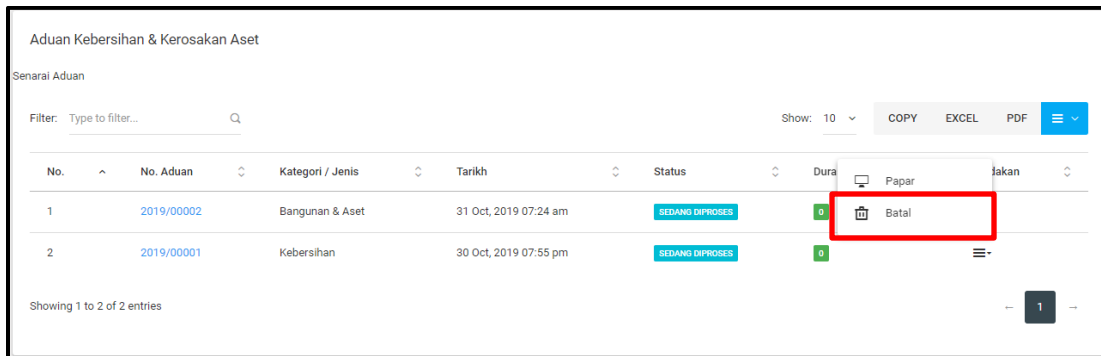 Aduan Kebersihan & Kerosakan Aset
Senarai Aduan
Filter: Type to filter... Show: 10 COPY EXCEL PDF
No. No. Aduan Kategori / Jenis Tarikh Status Dura dakan
Papar
1 2019/00002 Bangunan & Aset 31 Oct, 2019 07:24 am SEDANG DIPROSES 0
Batal
2 2019/00001 Kebersihan 30 Oct, 2019 07:55 pm SEDANG DIPROSES 0
Showing 1 to 2 of 2 entries ← 1 →